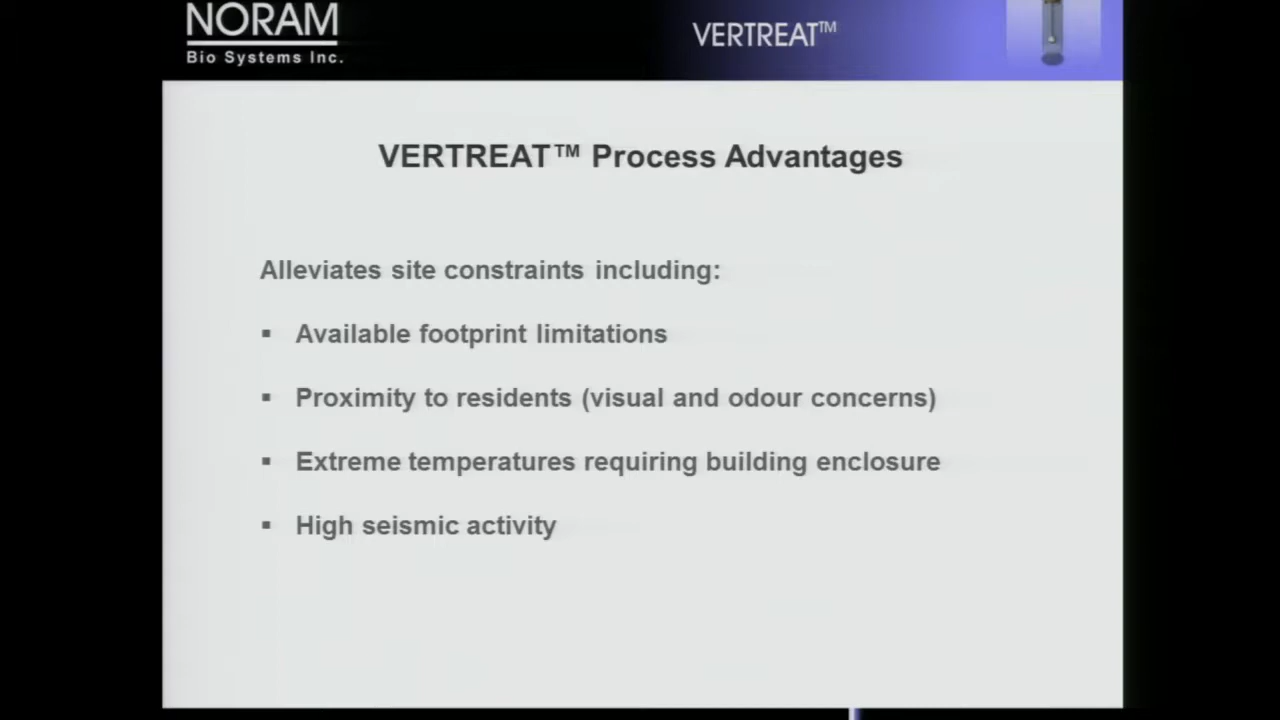 NORAM
Bio Systems Inc.
VERTREAT™
VERTREAT™ Process Advantages
Alleviates site constraints including:
▪ Available footprint limitations
▪ Proximity to residents (visual and odour concerns)
▪ Extreme temperatures requiring building enclosure
▪ High seismic activity